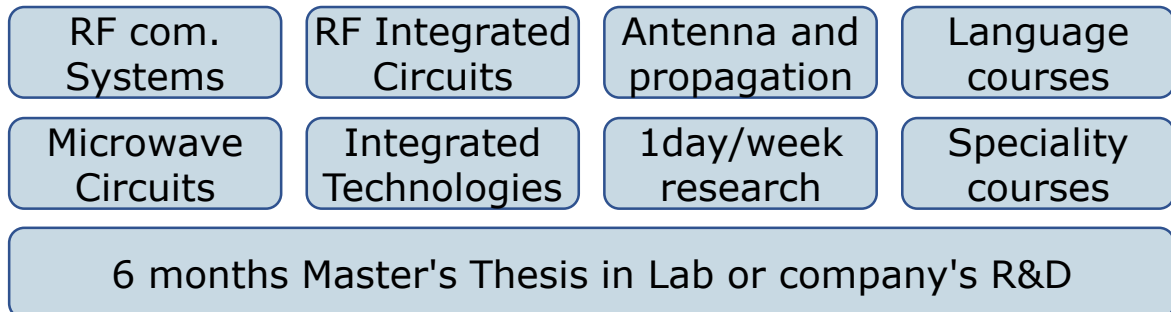 RF com.
Systems
RF Integrated
Circuits
Antenna and
propagation
Language
courses
Microwave
Circuits
Integrated
Technologies
1day/week
research
Speciality
courses
6 months Master's Thesis in Lab or company's R&D